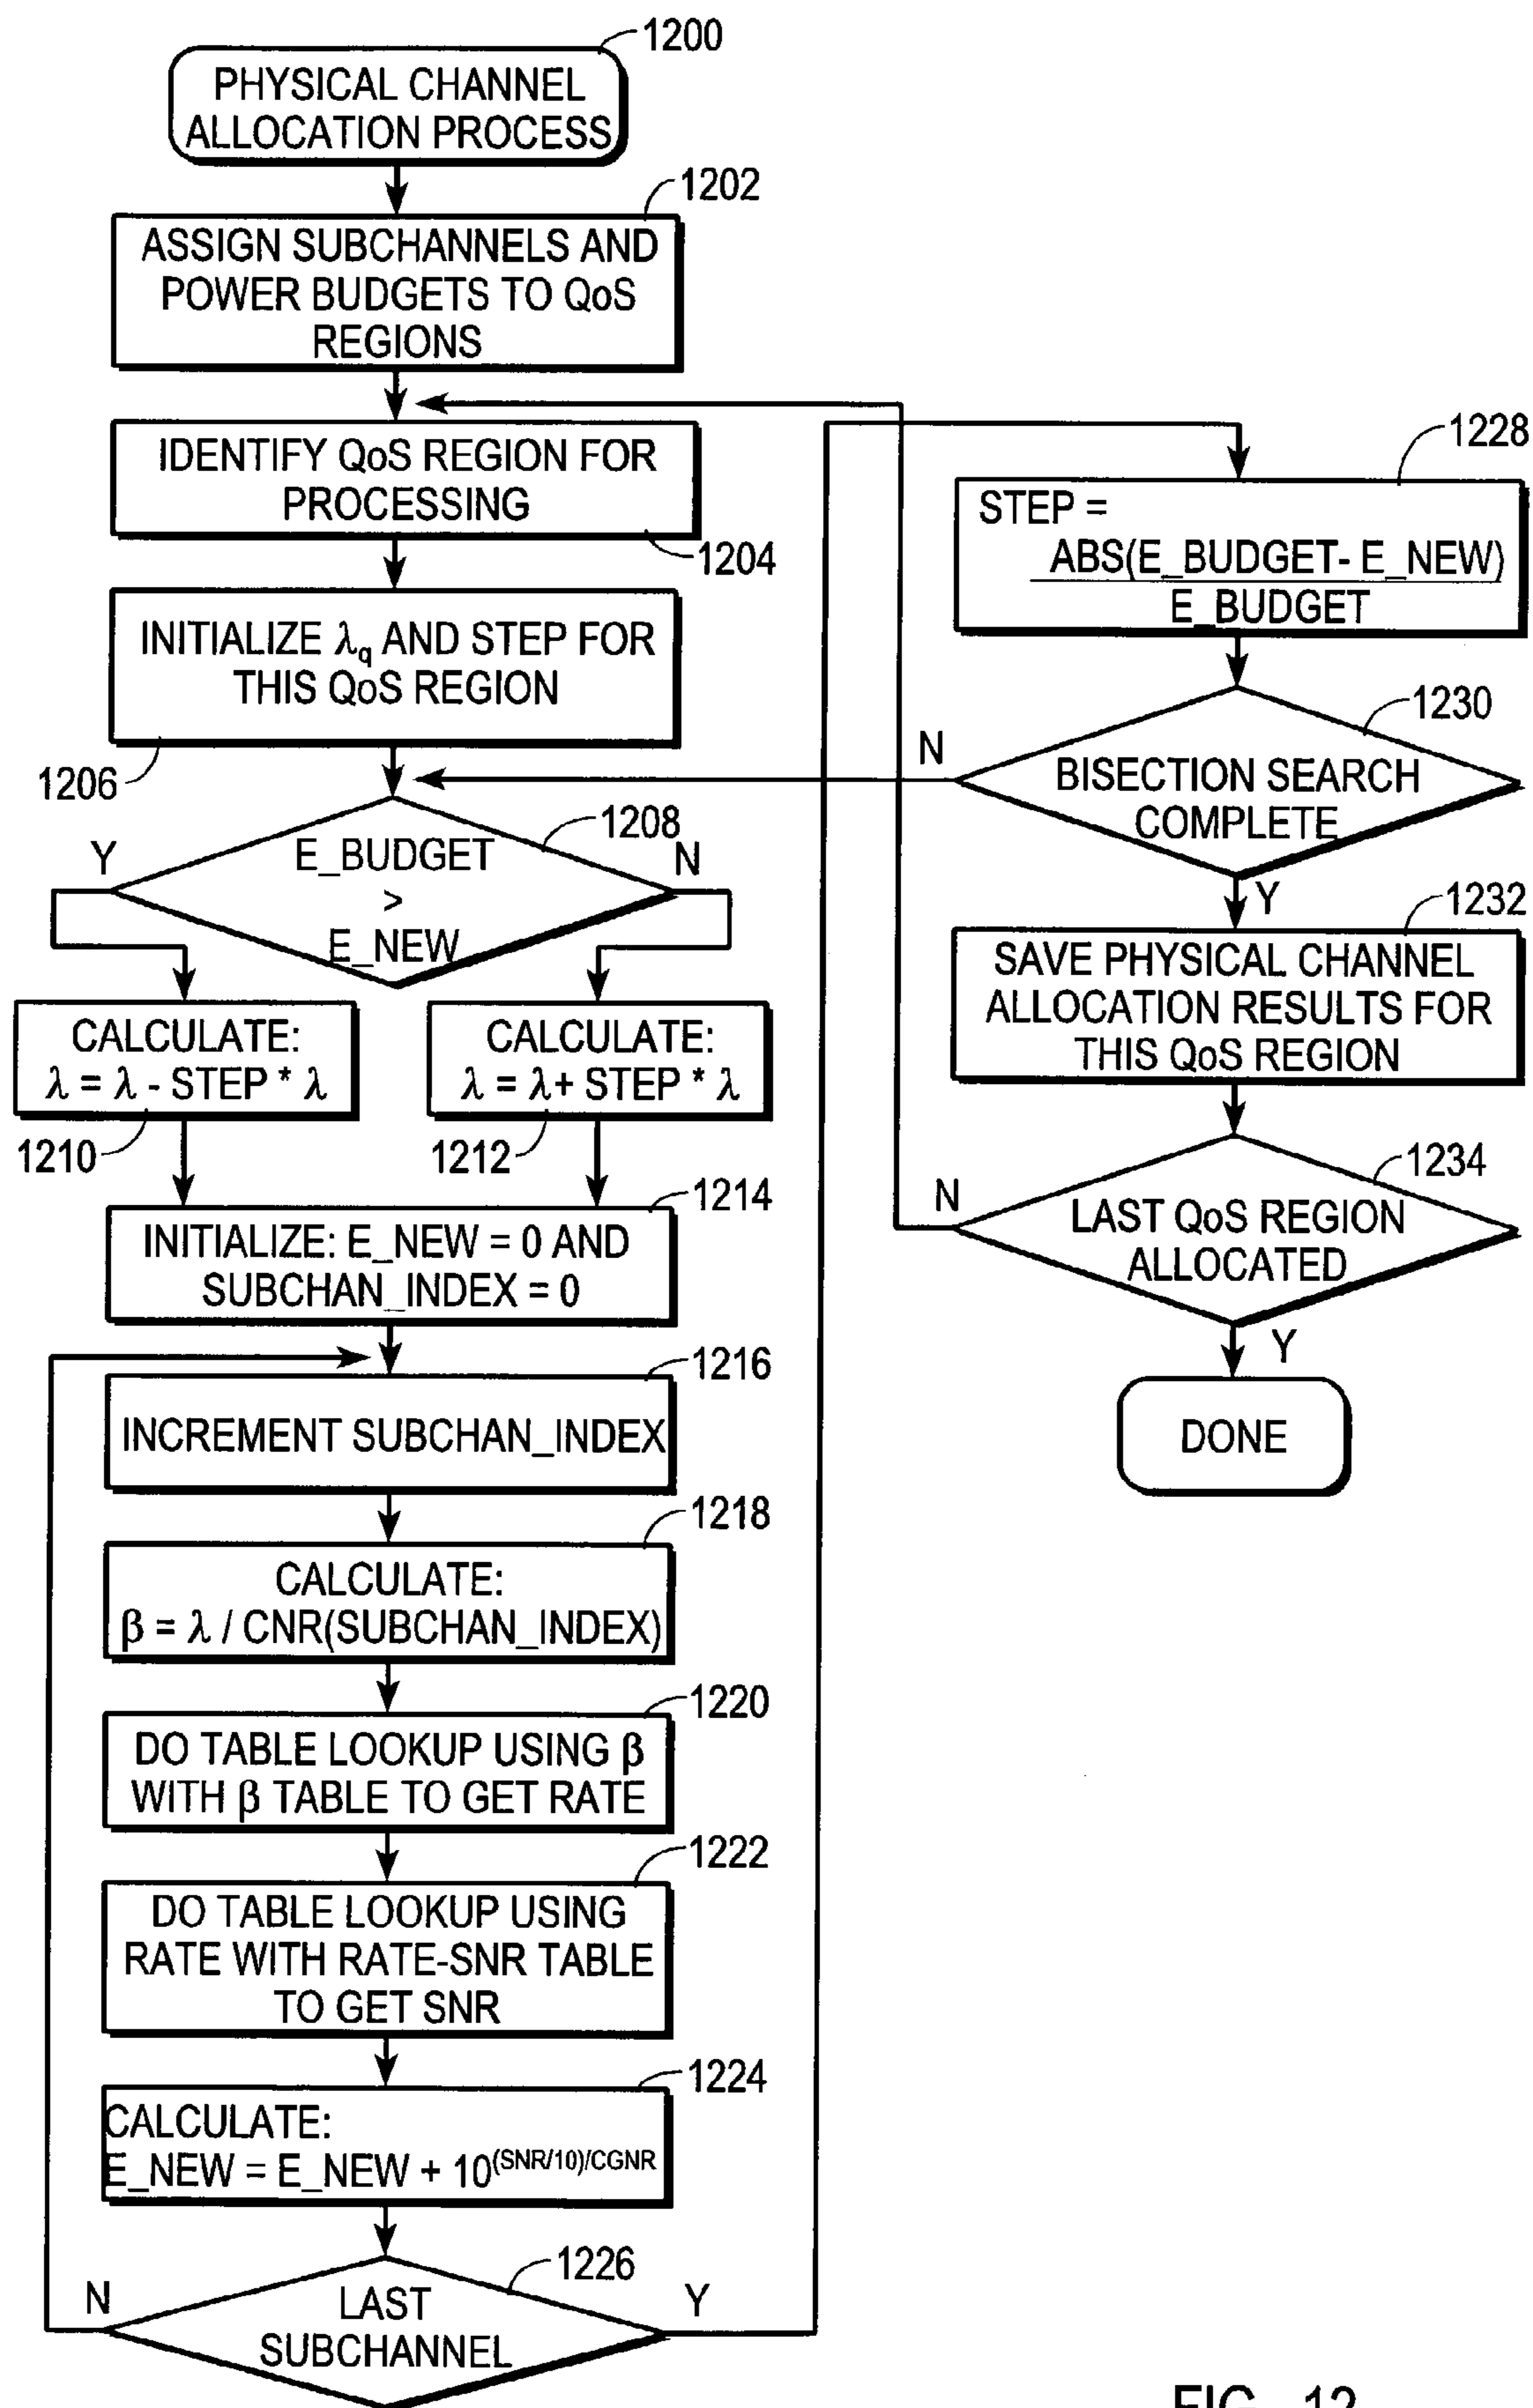 1200
PHYSICAL CHANNEL
ALLOCATION PROCESS
1202
ASSIGN SUBCHANNELS AND
POWER BUDGETS TO QoS
REGIONS
IDENTIFY QoS REGION FOR
PROCESSING
1204
INITIALIZE λq AND STEP FOR
THIS QoS REGION
1206
1208
Y
E_BUDGET
>
E_NEW
N
CALCULATE:
λ = λ - STEP * λ
1210
CALCULATE:
λ = λ+ STEP * λ
1212
1214
INITIALIZE: E_NEW = 0 AND
SUBCHAN_INDEX = 0
1216
INCREMENT SUBCHAN_INDEX
1218
CALCULATE:
β = λ / CNR(SUBCHAN_INDEX)
1220
DO TABLE LOOKUP USING β
WITH β TABLE TO GET RATE
1222
DO TABLE LOOKUP USING
RATE WITH RATE-SNR TABLE
TO GET SNR
1224
CALCULATE:
E_NEW = E_NEW + 10^(SNR/10)/CGNR
1226
N
LAST
SUBCHANNEL
Y
1228
STEP =
ABS(E_BUDGET- E_NEW)
E_BUDGET
1230
N
BISECTION SEARCH
COMPLETE
Y
1232
SAVE PHYSICAL CHANNEL
ALLOCATION RESULTS FOR
THIS QoS REGION
1234
N
LAST QoS REGION
ALLOCATED
Y
DONE
FIG. 12